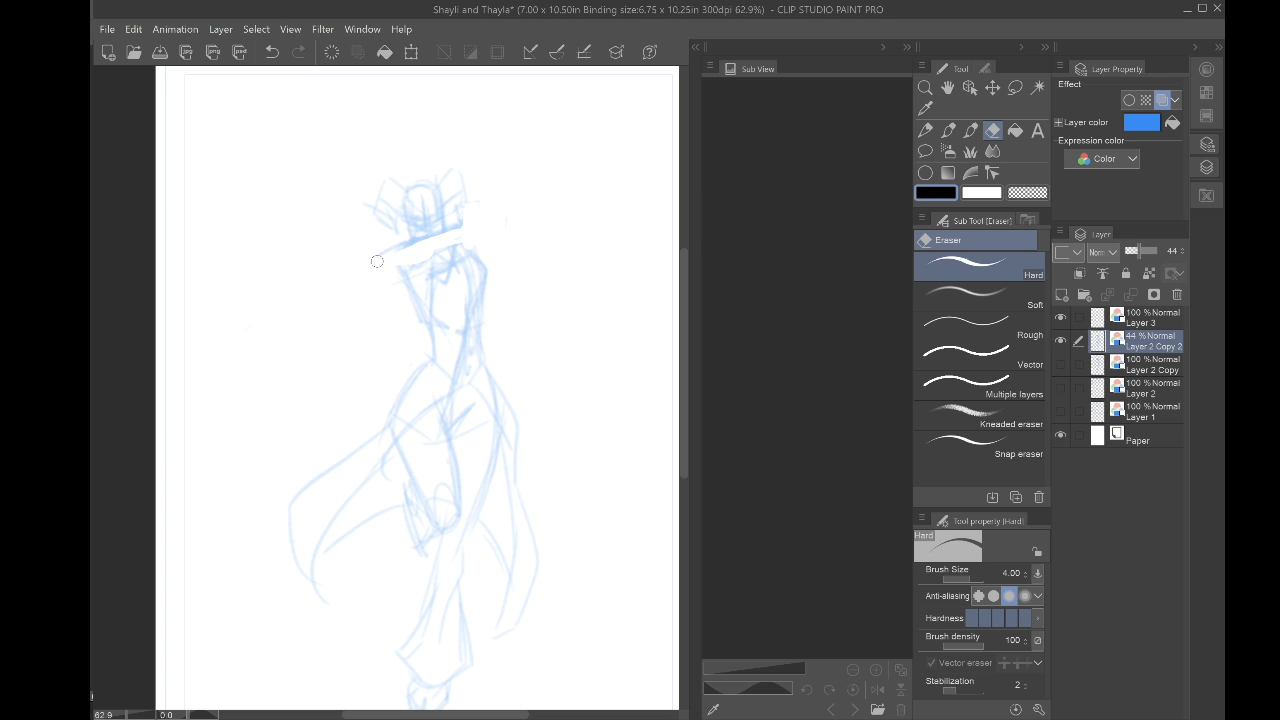 Shayli and Thayla* (7.00 x 10.50in Binding size:6.75 x 10.25in 300dpi 62.9%) - CLIP STUDIO PAINT PRO
File Edit Animation Layer Select View Filter Window Help
Sub View
Tool
Layer Property
Effect
Layer color
Expression color
Color
A
Sub Tool [Eraser]
Eraser
Hard
Soft
Rough
Vector
Multiple layers
Kneaded eraser
Snap eraser
Layer
Norm 44
100 % Normal
Layer 3
44 % Normal
Layer 2 Copy 2
100 % Normal
Layer 2 Copy
100 % Normal
Layer 2
100 % Normal
Layer 1
Paper
Tool property [Hard]
Hard
Brush Size 4.00
Anti-aliasing
Hardness
Brush density 100
Vector eraser
Stabilization 2
62.9 0.0